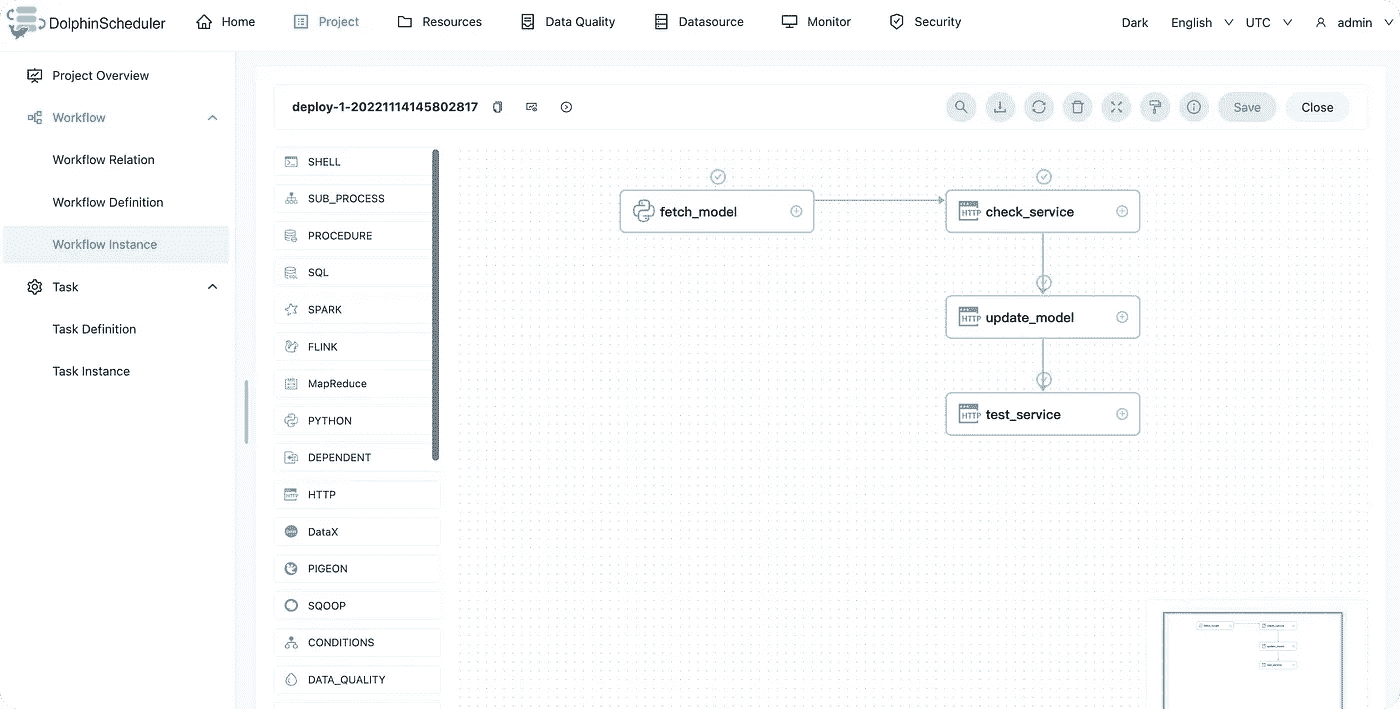 DolphinScheduler Home Project Resources Data Quality Datasource Monitor Security Dark English UTC admin
Project Overview
Workflow
Workflow Relation
Workflow Definition
Workflow Instance
Task
Task Definition
Task Instance
deploy-1-20221114145802817 Save Close
SHELL
SUB_PROCESS
PROCEDURE
SQL
SPARK
FLINK
MapReduce
PYTHON
DEPENDENT
HTTP
DataX
PIGEON
SQOOP
CONDITIONS
DATA_QUALITY
fetch_model
HTTP check_service
HTTP update_model
HTTP test_service